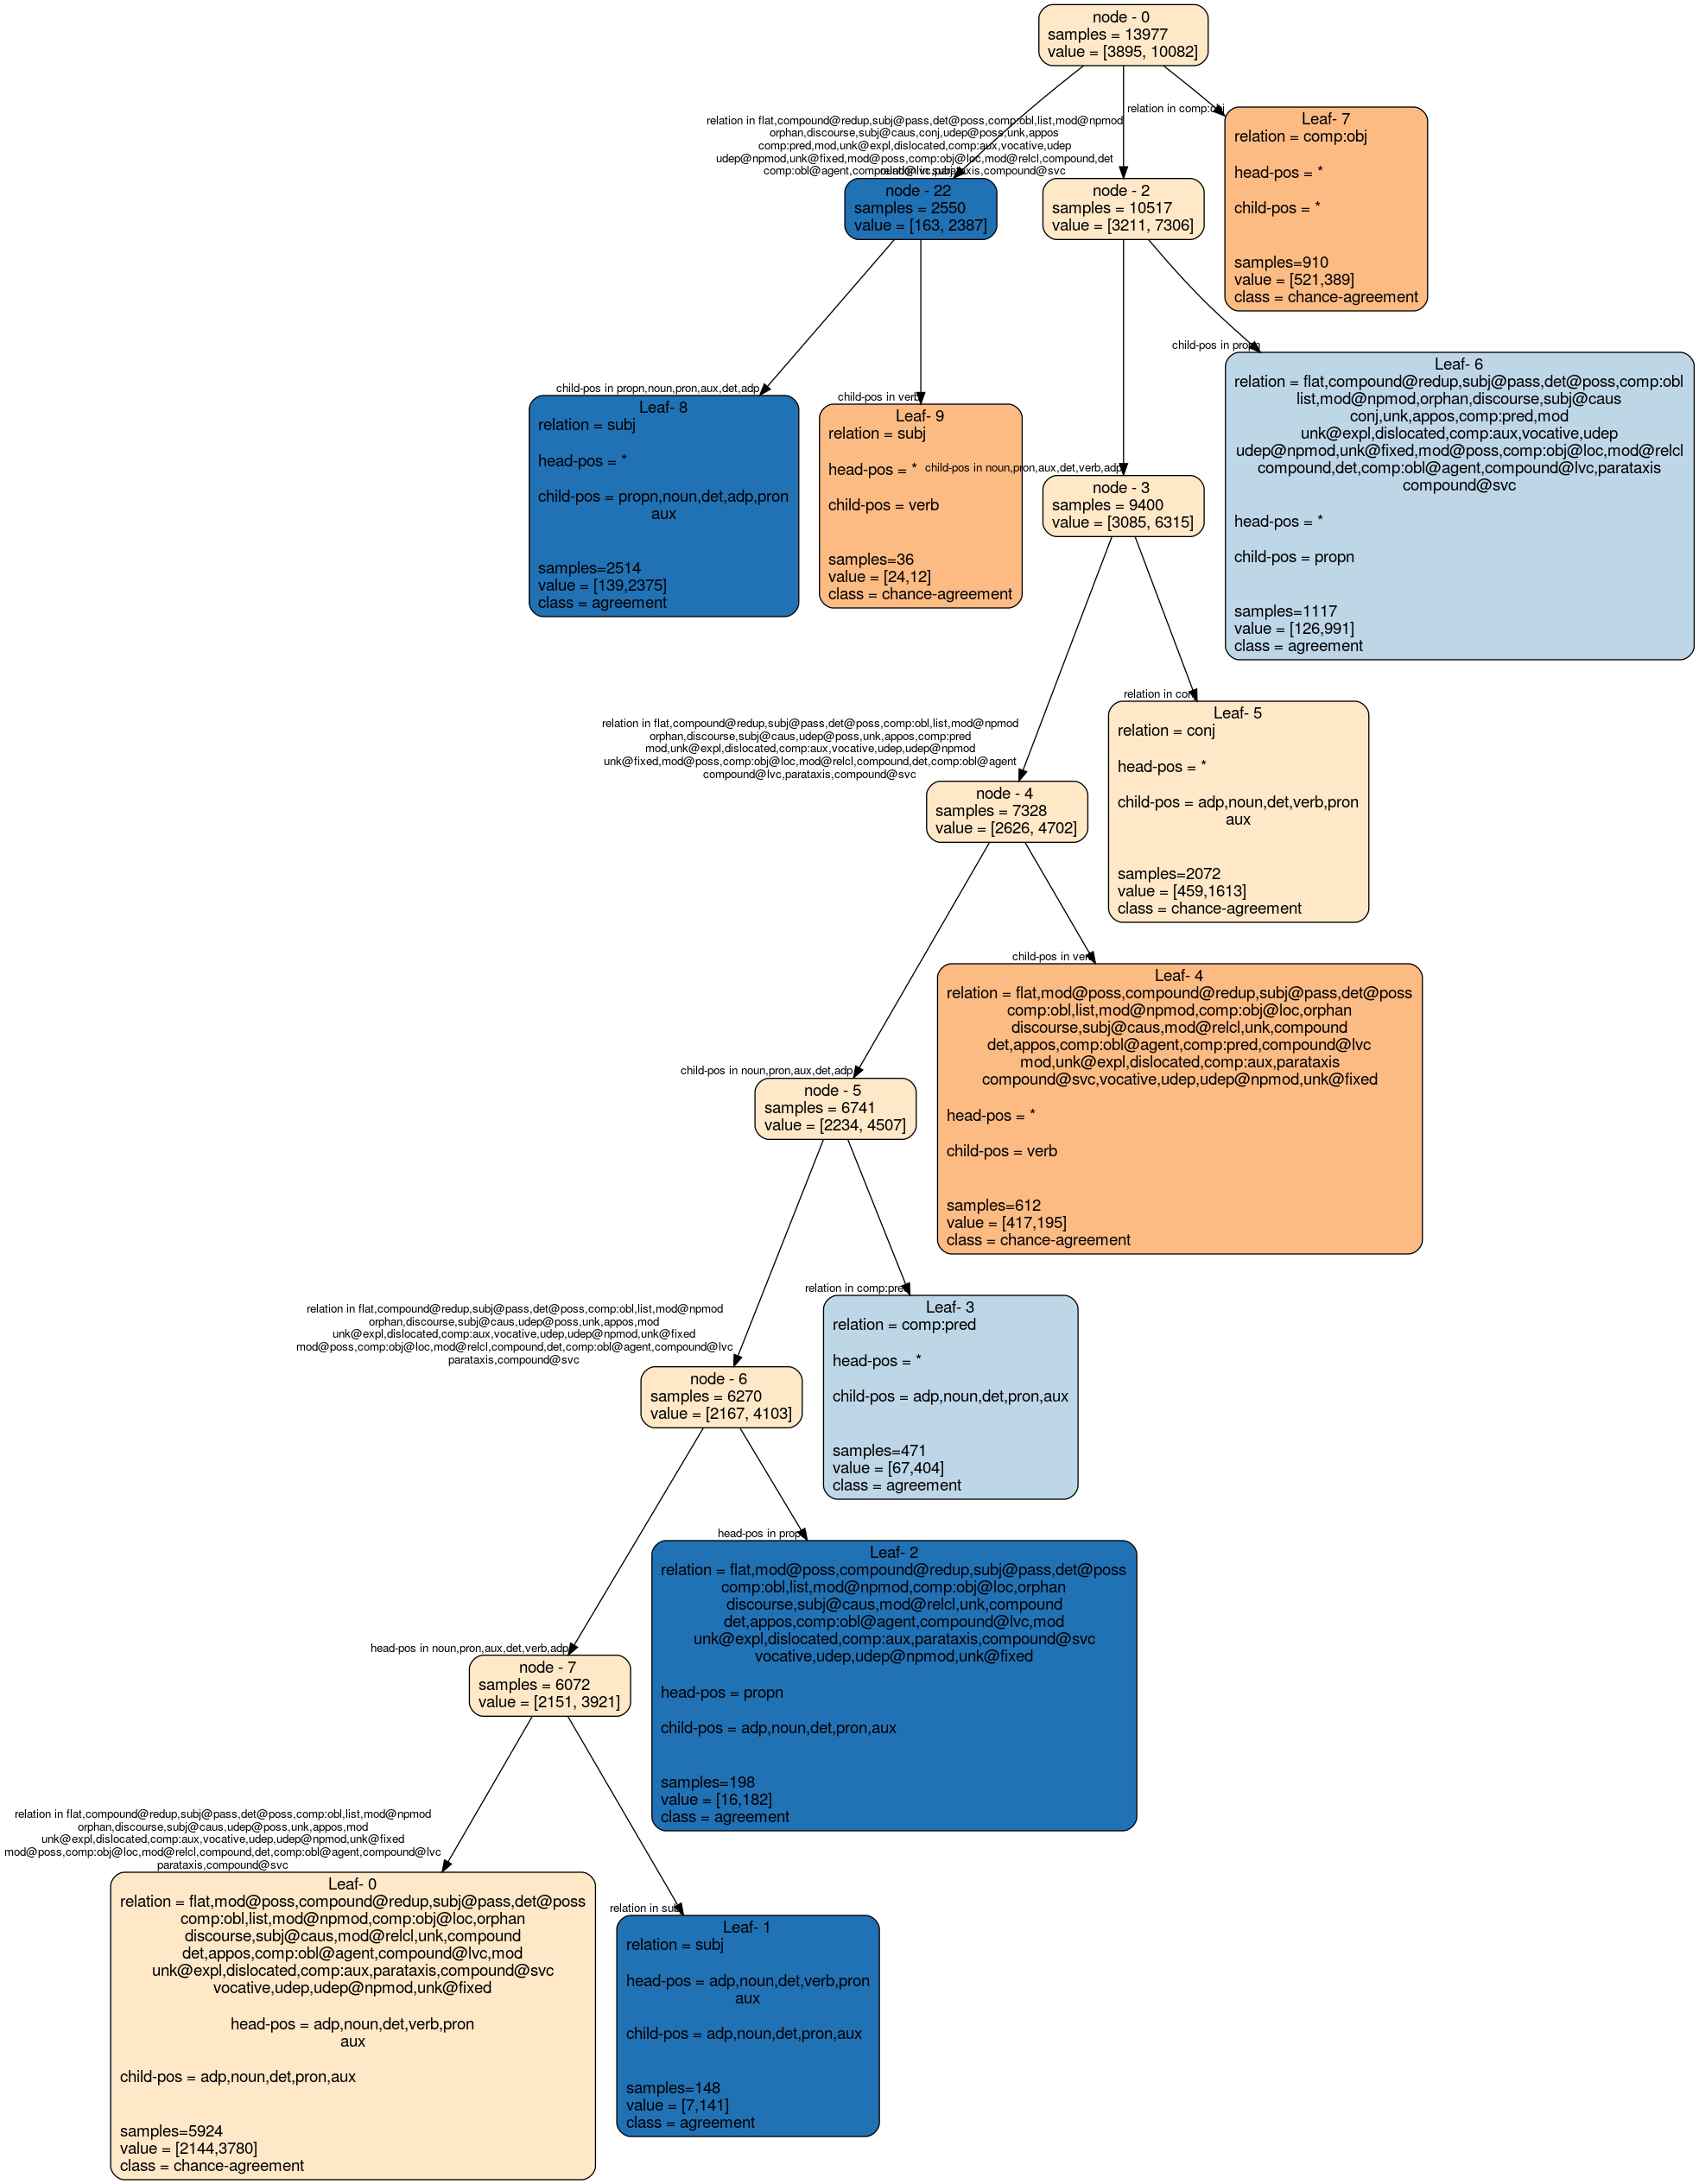 node - 0
samples = 13977
value = [3895, 10082]
relation in comp:obj
relation in flat,compound@redup,subj@pass,det@poss,comp:obl,list,mod@npmod
orphan,discourse,subj@caus,conj,udep@poss,unk,appos
comp:pred,mod,unk@expl,dislocated,comp:aux,vocative,udep
udep@npmod,unk@fixed,mod@poss,comp:obj@loc,mod@relcl,compound,det
comp:obl@agent,compound@lvc,parataxis,compound@svc
relation in subj
Leaf- 7
relation = comp:obj
head-pos = *
child-pos = *
samples=910
value = [521,389]
class = chance-agreement
node - 22
samples = 2550
value = [163, 2387]
node - 2
samples = 10517
value = [3211, 7306]
child-pos in propn
child-pos in propn,noun,pron,aux,det,adp
child-pos in verb
Leaf- 8
relation = subj
head-pos = *
child-pos = propn,noun,det,adp,pron
aux
samples=2514
value = [139,2375]
class = agreement
Leaf- 9
relation = subj
head-pos = *
child-pos = verb
samples=36
value = [24,12]
class = chance-agreement
child-pos in noun,pron,aux,det,verb,adp
node - 3
samples = 9400
value = [3085, 6315]
Leaf- 6
relation = flat,compound@redup,subj@pass,det@poss,comp:obl
list,mod@npmod,orphan,discourse,subj@caus
conj,unk,appos,comp:pred,mod
unk@expl,dislocated,comp:aux,vocative,udep
udep@npmod,unk@fixed,mod@poss,comp:obj@loc,mod@relcl
compound,det,comp:obl@agent,compound@lvc,parataxis
compound@svc
head-pos = *
child-pos = propn
samples=1117
value = [126,991]
class = agreement
relation in conj
relation in flat,compound@redup,subj@pass,det@poss,comp:obl,list,mod@npmod
orphan,discourse,subj@caus,udep@poss,unk,appos,comp:pred
mod,unk@expl,dislocated,comp:aux,vocative,udep,udep@npmod
unk@fixed,mod@poss,comp:obj@loc,mod@relcl,compound,det,comp:obl@agent
compound@lvc,parataxis,compound@svc
Leaf- 5
relation = conj
head-pos = *
child-pos = adp,noun,det,verb,pron
aux
samples=2072
value = [459,1613]
class = chance-agreement
node - 4
samples = 7328
value = [2626, 4702]
child-pos in verb
Leaf- 4
relation = flat,mod@poss,compound@redup,subj@pass,det@poss
comp:obl,list,mod@npmod,comp:obj@loc,orphan
discourse,subj@caus,mod@relcl,unk,compound
det,appos,comp:obl@agent,comp:pred,compound@lvc
mod,unk@expl,dislocated,comp:aux,parataxis
compound@svc,vocative,udep,udep@npmod,unk@fixed
head-pos = *
child-pos = verb
samples=612
value = [417,195]
class = chance-agreement
child-pos in noun,pron,aux,det,adp
node - 5
samples = 6741
value = [2234, 4507]
relation in comp:pred
relation in flat,compound@redup,subj@pass,det@poss,comp:obl,list,mod@npmod
orphan,discourse,subj@caus,udep@poss,unk,appos,mod
unk@expl,dislocated,comp:aux,vocative,udep,udep@npmod,unk@fixed
mod@poss,comp:obj@loc,mod@relcl,compound,det,comp:obl@agent,compound@lvc
parataxis,compound@svc
Leaf- 3
relation = comp:pred
head-pos = *
child-pos = adp,noun,det,pron,aux
samples=471
value = [67,404]
class = agreement
node - 6
samples = 6270
value = [2167, 4103]
head-pos in propn
Leaf- 2
relation = flat,mod@poss,compound@redup,subj@pass,det@poss
comp:obl,list,mod@npmod,comp:obj@loc,orphan
discourse,subj@caus,mod@relcl,unk,compound
det,appos,comp:obl@agent,compound@lvc,mod
unk@expl,dislocated,comp:aux,parataxis,compound@svc
vocative,udep,udep@npmod,unk@fixed
head-pos = propn
child-pos = adp,noun,det,pron,aux
samples=198
value = [16,182]
class = agreement
head-pos in noun,pron,aux,det,verb,adp
node - 7
samples = 6072
value = [2151, 3921]
relation in flat,compound@redup,subj@pass,det@poss,comp:obl,list,mod@npmod
orphan,discourse,subj@caus,udep@poss,unk,appos,mod
unk@expl,dislocated,comp:aux,vocative,udep,udep@npmod,unk@fixed
mod@poss,comp:obj@loc,mod@relcl,compound,det,comp:obl@agent,compound@lvc
parataxis,compound@svc
relation in subj
Leaf- 0
relation = flat,mod@poss,compound@redup,subj@pass,det@poss
comp:obl,list,mod@npmod,comp:obj@loc,orphan
discourse,subj@caus,mod@relcl,unk,compound
det,appos,comp:obl@agent,compound@lvc,mod
unk@expl,dislocated,comp:aux,parataxis,compound@svc
vocative,udep,udep@npmod,unk@fixed
head-pos = adp,noun,det,verb,pron
aux
child-pos = adp,noun,det,pron,aux
samples=5924
value = [2144,3780]
class = chance-agreement
Leaf- 1
relation = subj
head-pos = adp,noun,det,verb,pron
aux
child-pos = adp,noun,det,pron,aux
samples=148
value = [7,141]
class = agreement